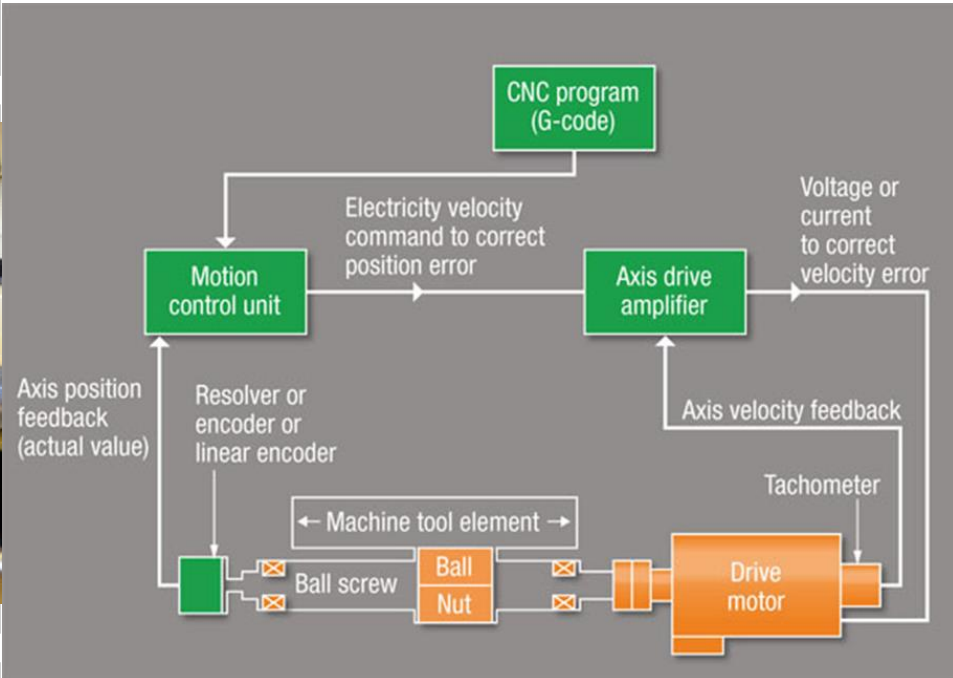 CNC program
(G-code)
Voltage or
current
to correct
velocity error
Electricity velocity
command to correct
position error
Motion
control unit
Axis drive
amplifier
Axis position
feedback
(actual value)
Resolver or
encoder or
linear encoder
Axis velocity feedback
Tachometer
Machine tool element
Ball screw
Ball
Nut
Drive
motor